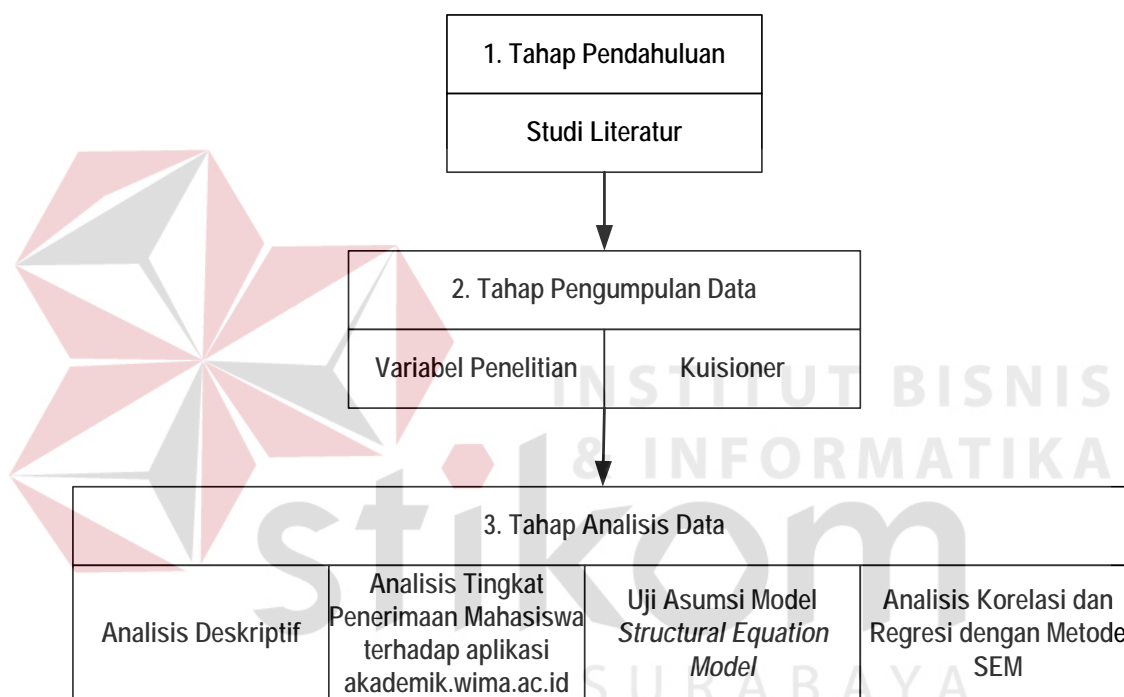 1. Tahap Pendahuluan
Studi Literatur
2. Tahap Pengumpulan Data
Variabel Penelitian
Kuisioner
INSTITUT BISNIS
& INFORMATIKA
stikom
SURABAYA
3. Tahap Analisis Data
Analisis Deskriptif
Analisis Tingkat
Penerimaan Mahasiswa
terhadap aplikasi
akademik.wima.ac.id
Uji Asumsi Model
Structural Equation
Model
Analisis Korelasi dan
Regresi dengan Metode
SEM